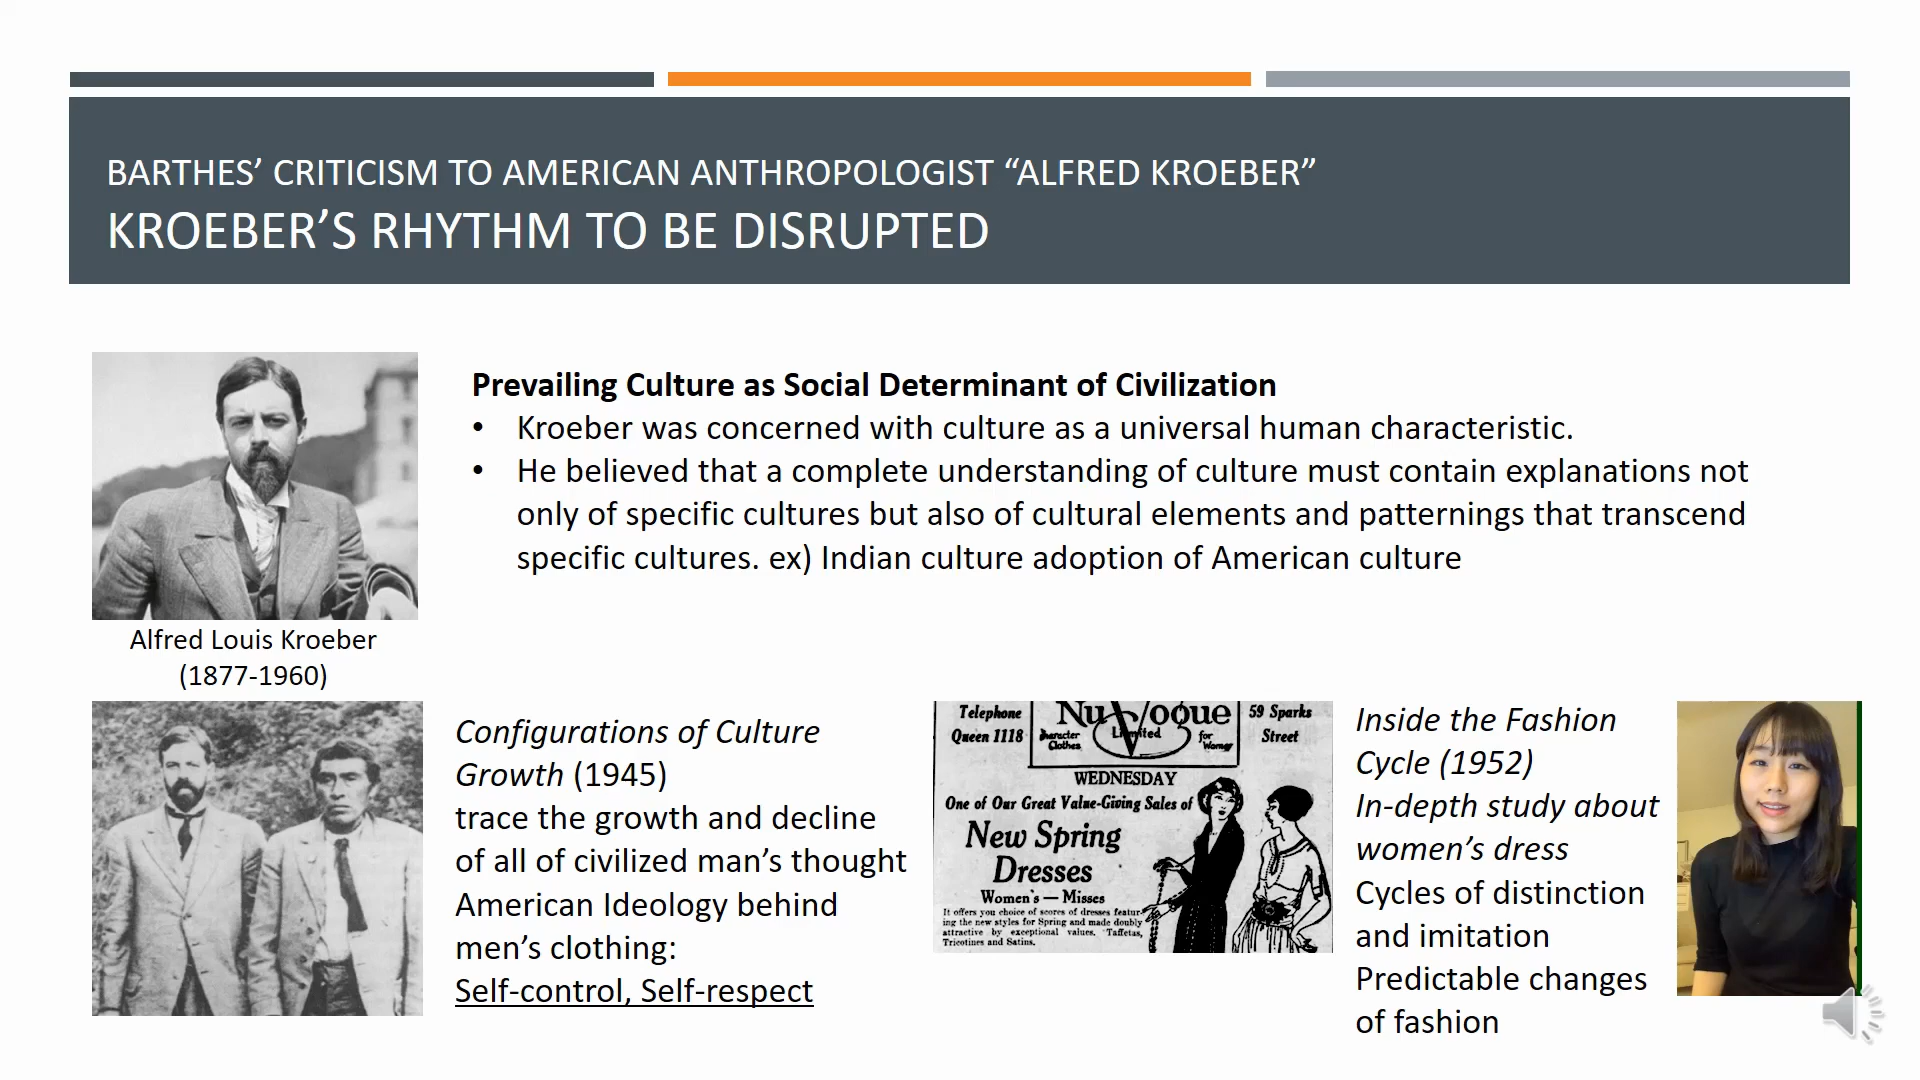 BARTHES’ CRITICISM TO AMERICAN ANTHROPOLOGIST “ALFRED KROEBER”
KROEBER’S RHYTHM TO BE DISRUPTED
Prevailing Culture as Social Determinant of Civilization
• Kroeber was concerned with culture as a universal human characteristic.
• He believed that a complete understanding of culture must contain explanations not
only of specific cultures but also of cultural elements and patternings that transcend
specific cultures. ex) Indian culture adoption of American culture
Alfred Louis Kroeber
(1877-1960)
Configurations of Culture
Growth (1945)
trace the growth and decline
of all of civilized man’s thought
American Ideology behind
men’s clothing:
Self-control, Self-respect
Telephone
Queen 1118
Nu Vogue
Limited
Character
Clothes
for
Women
59 Sparks
Street
WEDNESDAY
One of Our Great Value-Giving Sales of
New Spring
Dresses
Women's — Misses
It offers you choice of scores of dresses featur-
ing the new styles for Spring and made doubly
attractive by exceptional values. Taffetas,
Tricotines and Satins.
Inside the Fashion
Cycle (1952)
In-depth study about
women’s dress
Cycles of distinction
and imitation
Predictable changes
of fashion